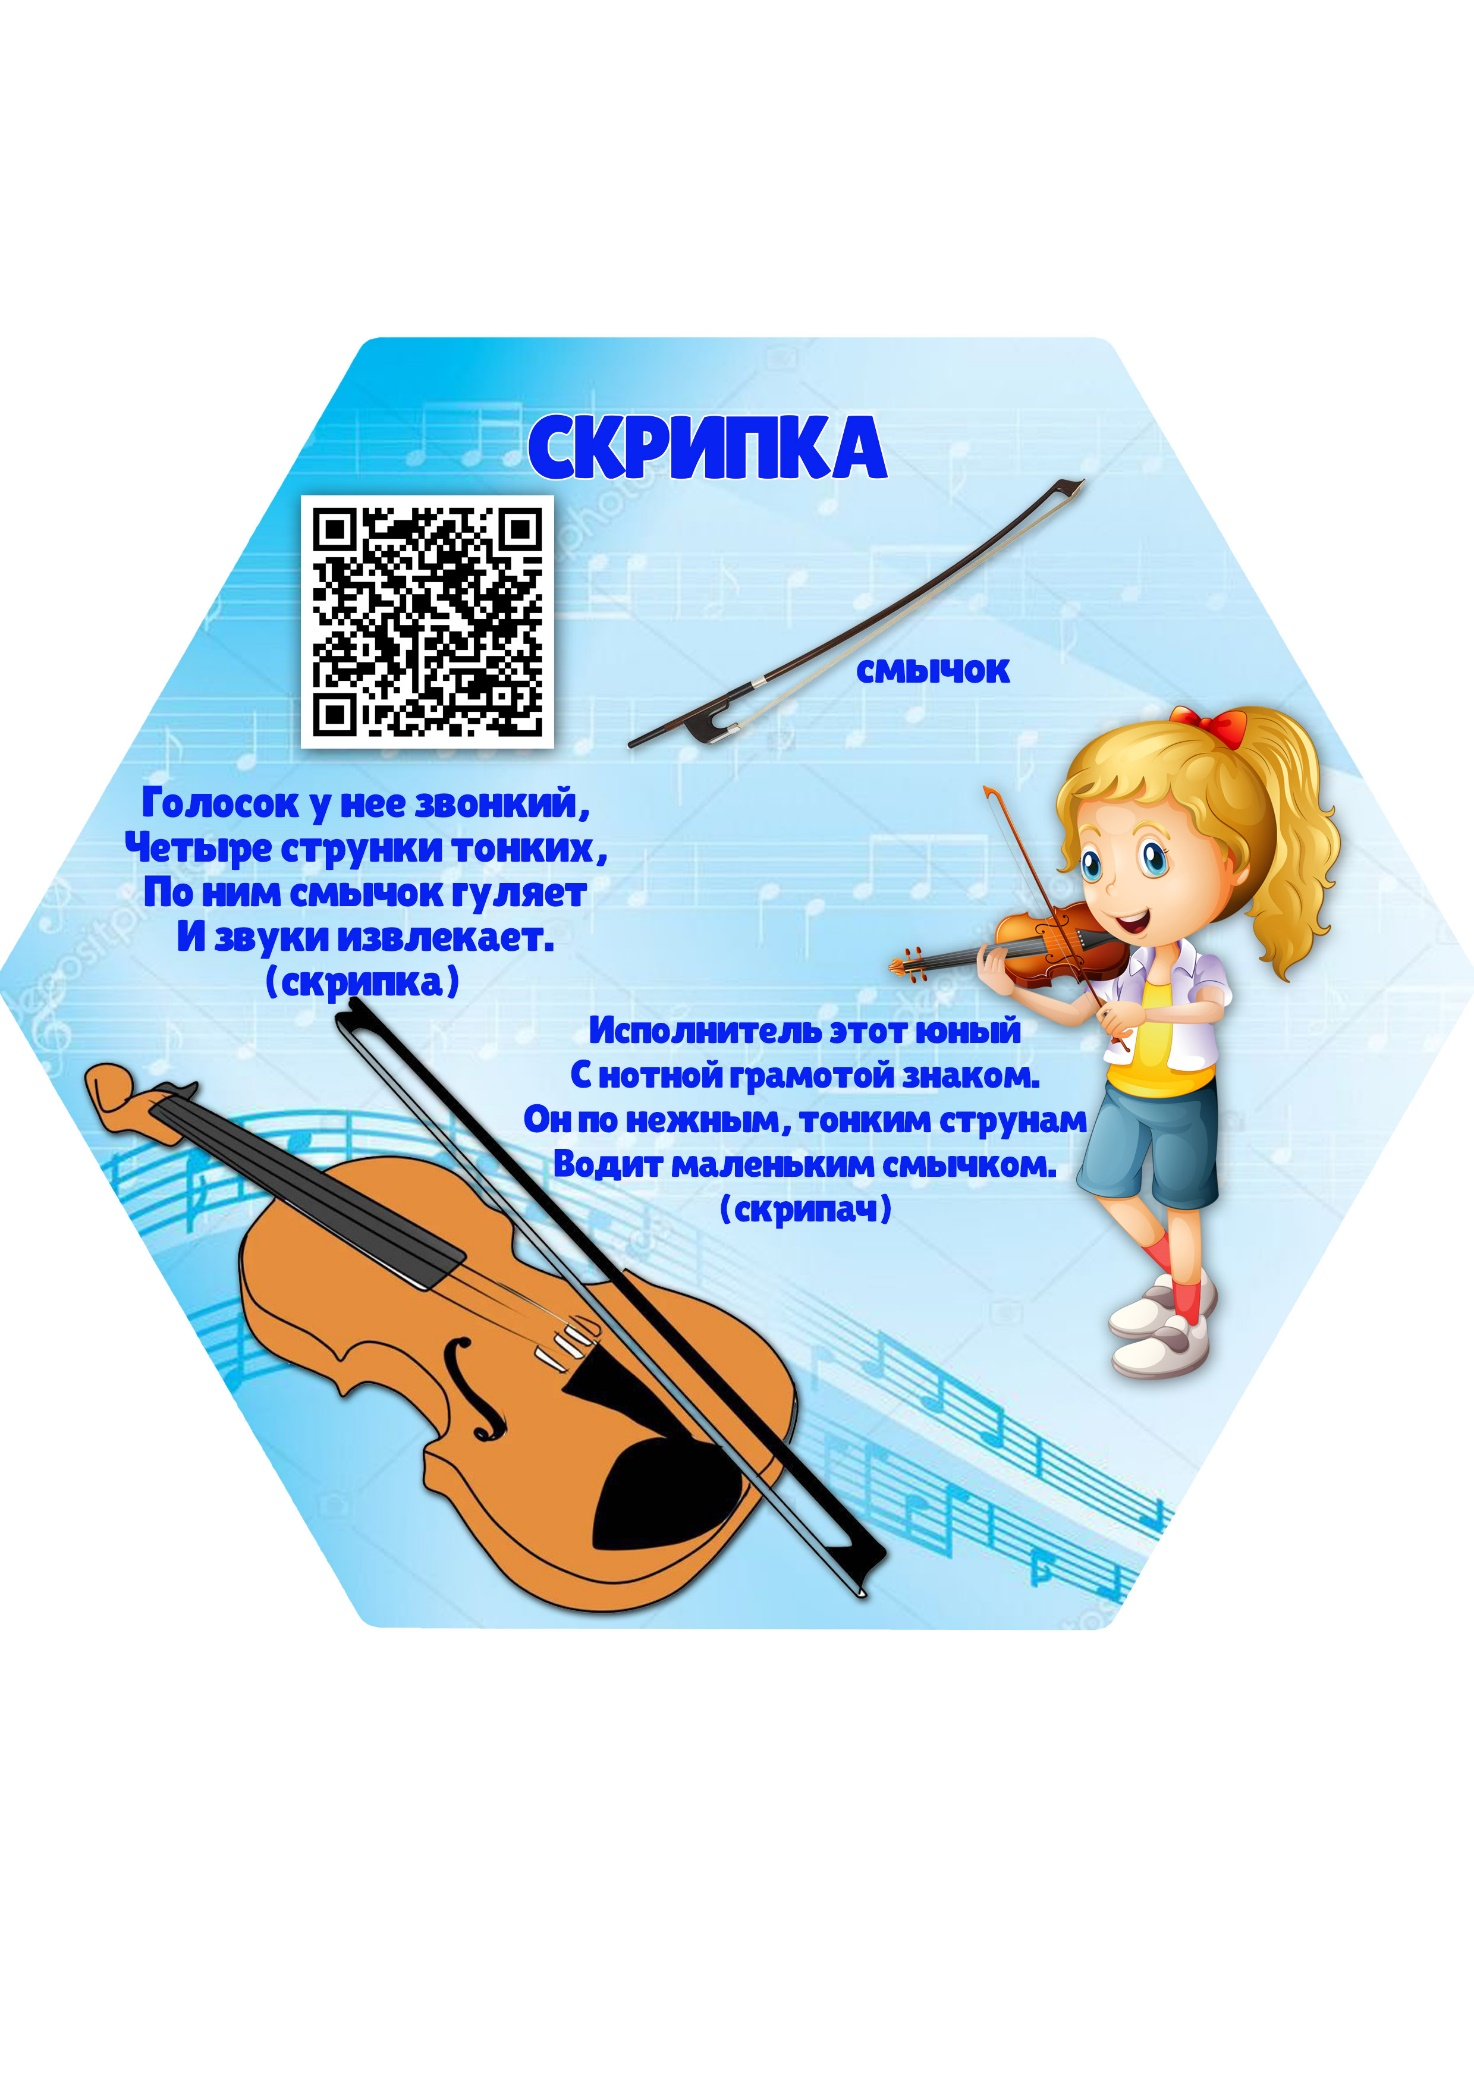 СКРИПКА
смычок
Голосок у нее звонкий,
Четыре струнки тонких,
По ним смычок гуляет
И звуки извлекает.
(скрипка)
Исполнитель этот юный
С нотной грамотой знаком.
Он по нежным, тонким струнам
Водит маленьким смычком.
(скрипач)